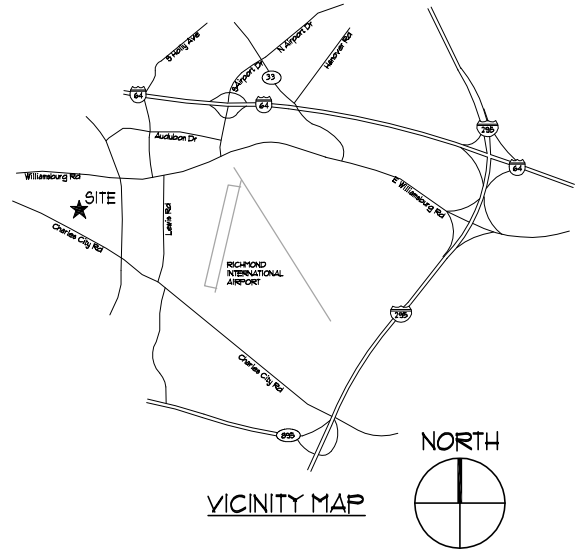 S Holly Ave
N Airport Dr
Hanover Rd
S Airport Dr
33
64
64
295
Audubon Dr
64
Williamsburg Rd
E Williamsburg Rd
SITE
Lewis Rd
Charles City Rd
RICHMOND
INTERNATIONAL
AIRPORT
295
Charles City Rd
895
NORTH
VICINITY MAP